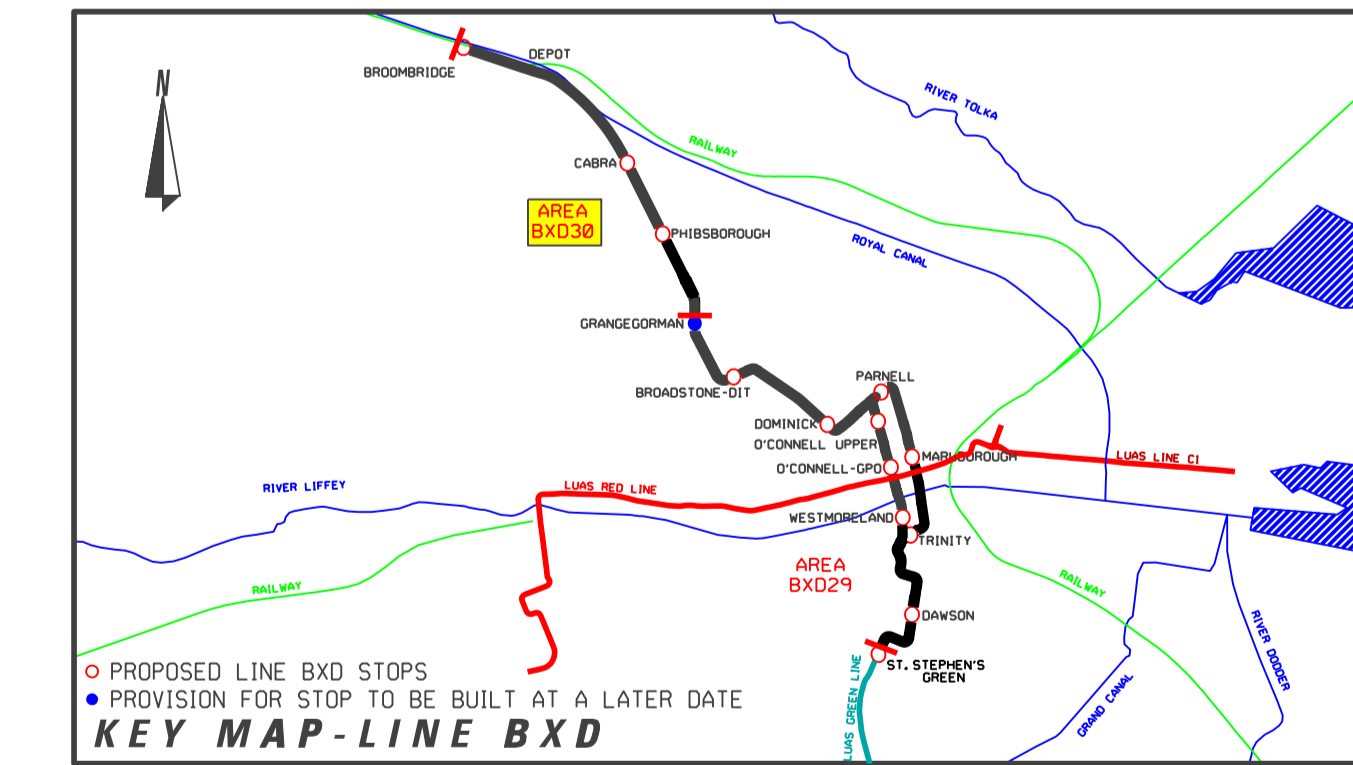 DEPOT
BROOMBRIDGE
N
RIVER TOLKA
RAILWAY
CABRA
AREA
BXD30
PHIBSBOROUGH
ROYAL CANAL
GRANGEGORMAN
PARNELL
BROADSTONE-DIT
DOMINICK
O'CONNELL UPPER
MARLBOROUGH
LUAS LINE C1
O'CONNELL-GPO
RIVER LIFFEY
LUAS RED LINE
WESTMORELAND
TRINITY
AREA
BXD29
RAILWAY
RAILWAY
DAWSON
RIVER DODDER
ST. STEPHEN'S
GREEN
LUAS GREEN LINE
GRAND CANAL
PROPOSED LINE BXD STOPS
PROVISION FOR STOP TO BE BUILT AT A LATER DATE
KEY MAP-LINE BXD